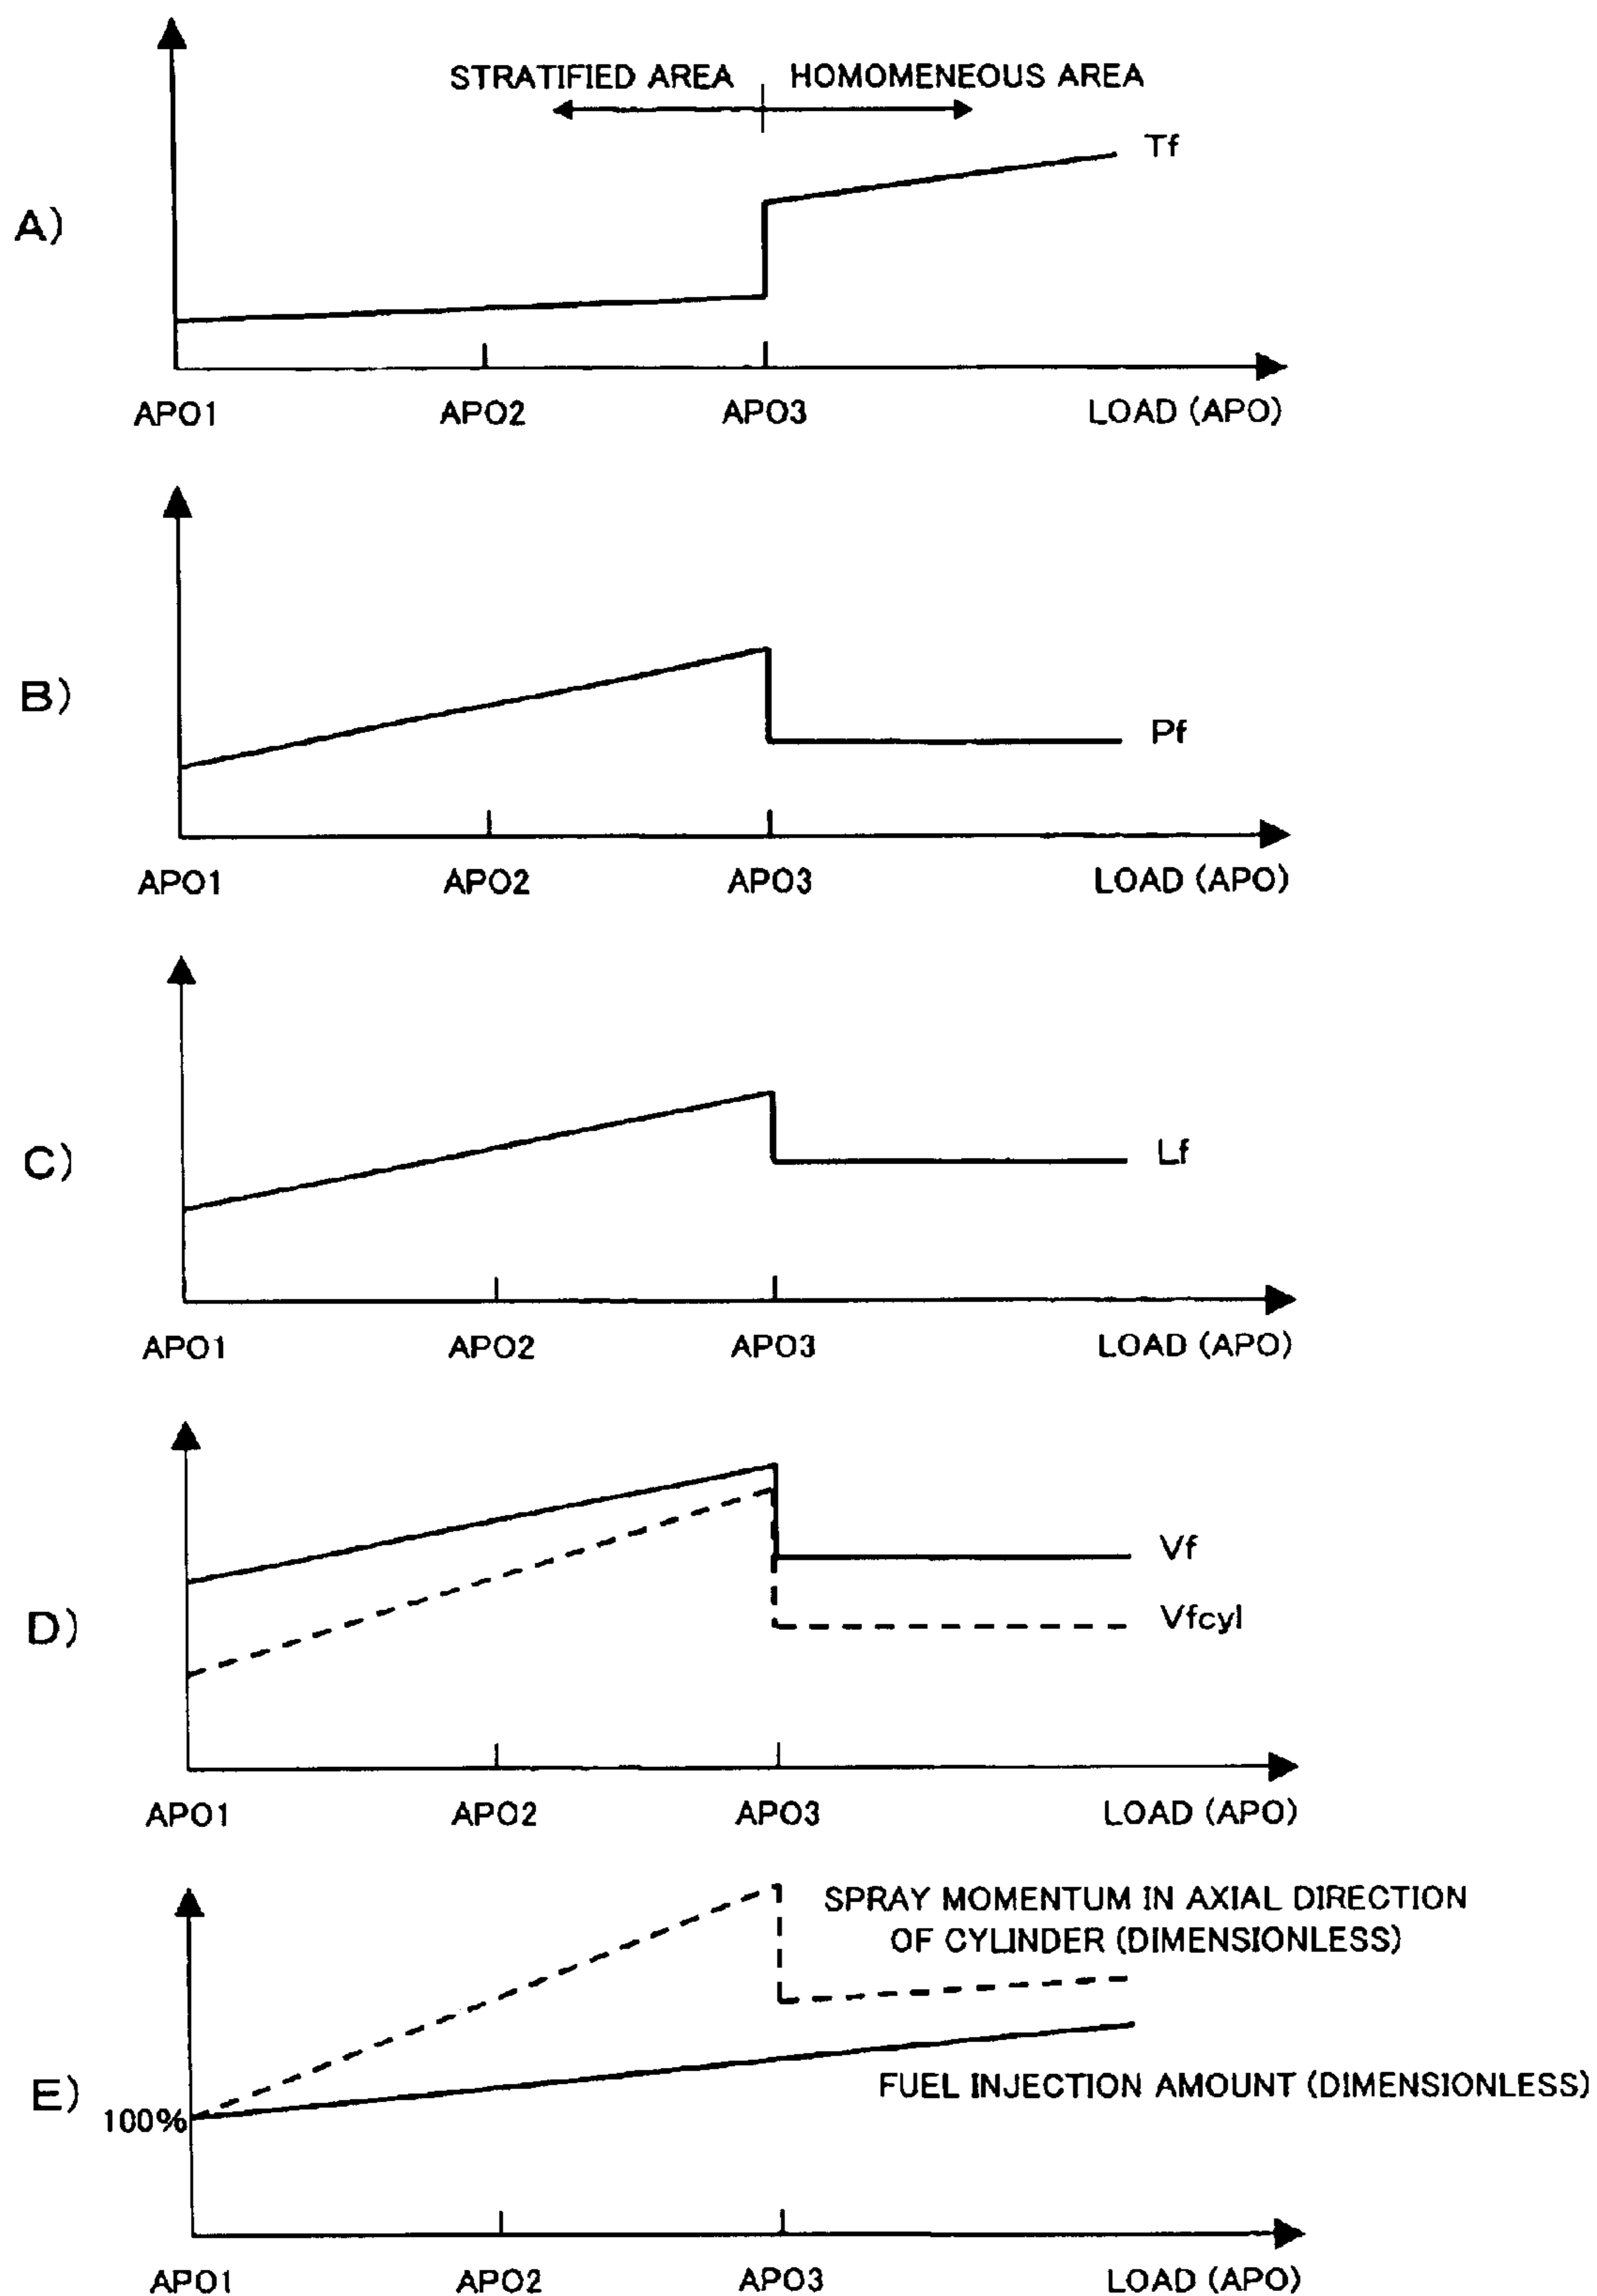 STRATIFIED AREA HOMOMENEOUS AREA
Tf
A)
APO1 APO2 APO3 LOAD (APO)
B)
Pf
APO1 APO2 APO3 LOAD (APO)
C)
Lf
APO1 APO2 APO3 LOAD (APO)
Vf
D)
Vfcyl
APO1 APO2 APO3 LOAD (APO)
SPRAY MOMENTUM IN AXIAL DIRECTION
OF CYLINDER (DIMENSIONLESS)
E)
FUEL INJECTION AMOUNT (DIMENSIONLESS)
100%
APO1 APO2 APO3 LOAD (APO)